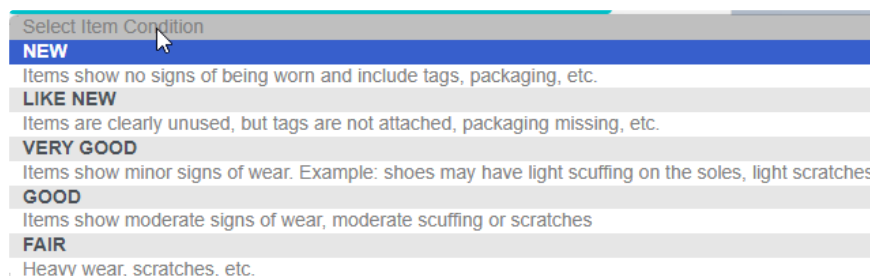 Select Item Condition
NEW
Items show no signs of being worn and include tags, packaging, etc.
LIKE NEW
Items are clearly unused, but tags are not attached, packaging missing, etc.
VERY GOOD
Items show minor signs of wear. Example: shoes may have light scuffing on the soles, light scratches
GOOD
Items show moderate signs of wear, moderate scuffing or scratches
FAIR
Heavy wear, scratches, etc.